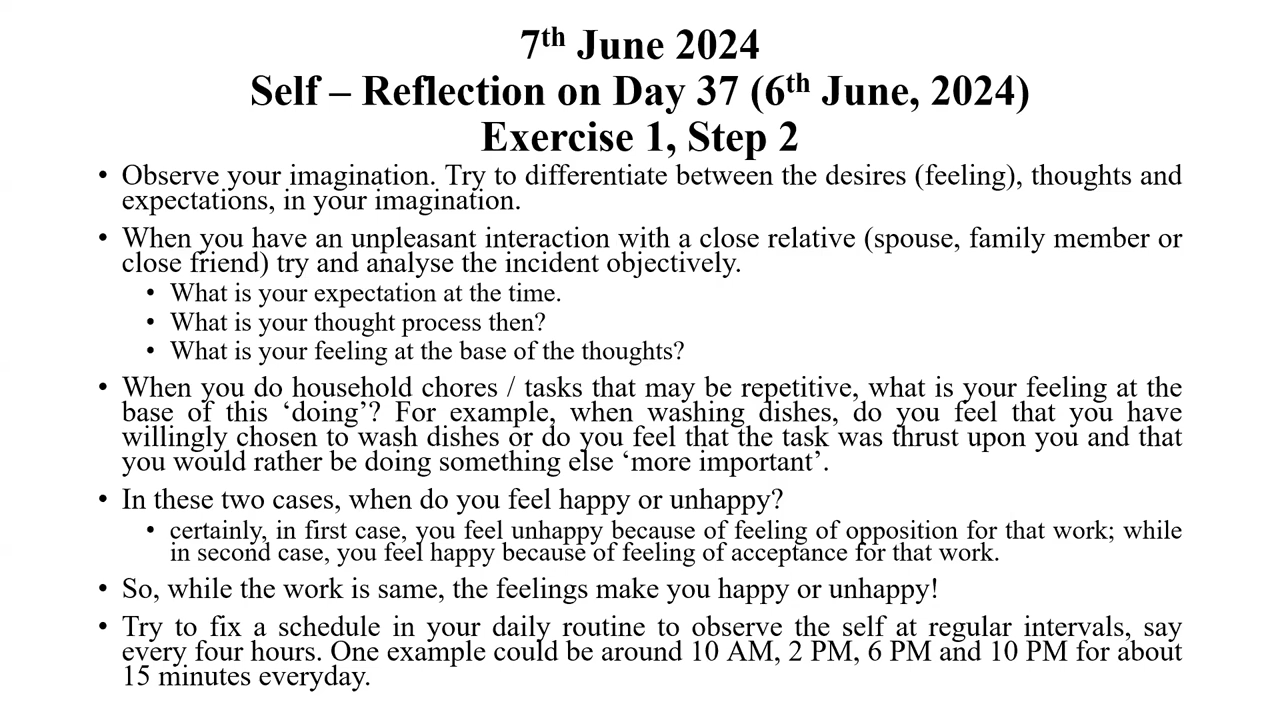 7th June 2024
Self – Reflection on Day 37 (6th June, 2024)
Exercise 1, Step 2
• Observe your imagination. Try to differentiate between the desires (feeling), thoughts and
expectations, in your imagination.
• When you have an unpleasant interaction with a close relative (spouse, family member or
close friend) try and analyse the incident objectively.
• What is your expectation at the time.
• What is your thought process then?
• What is your feeling at the base of the thoughts?
• When you do household chores / tasks that may be repetitive, what is your feeling at the
base of this ‘doing’? For example, when washing dishes, do you feel that you have
willingly chosen to wash dishes or do you feel that the task was thrust upon you and that
you would rather be doing something else ‘more important’.
• In these two cases, when do you feel happy or unhappy?
• certainly, in first case, you feel unhappy because of feeling of opposition for that work; while
in second case, you feel happy because of feeling of acceptance for that work.
• So, while the work is same, the feelings make you happy or unhappy!
• Try to fix a schedule in your daily routine to observe the self at regular intervals, say
every four hours. One example could be around 10 AM, 2 PM, 6 PM and 10 PM for about
15 minutes everyday.